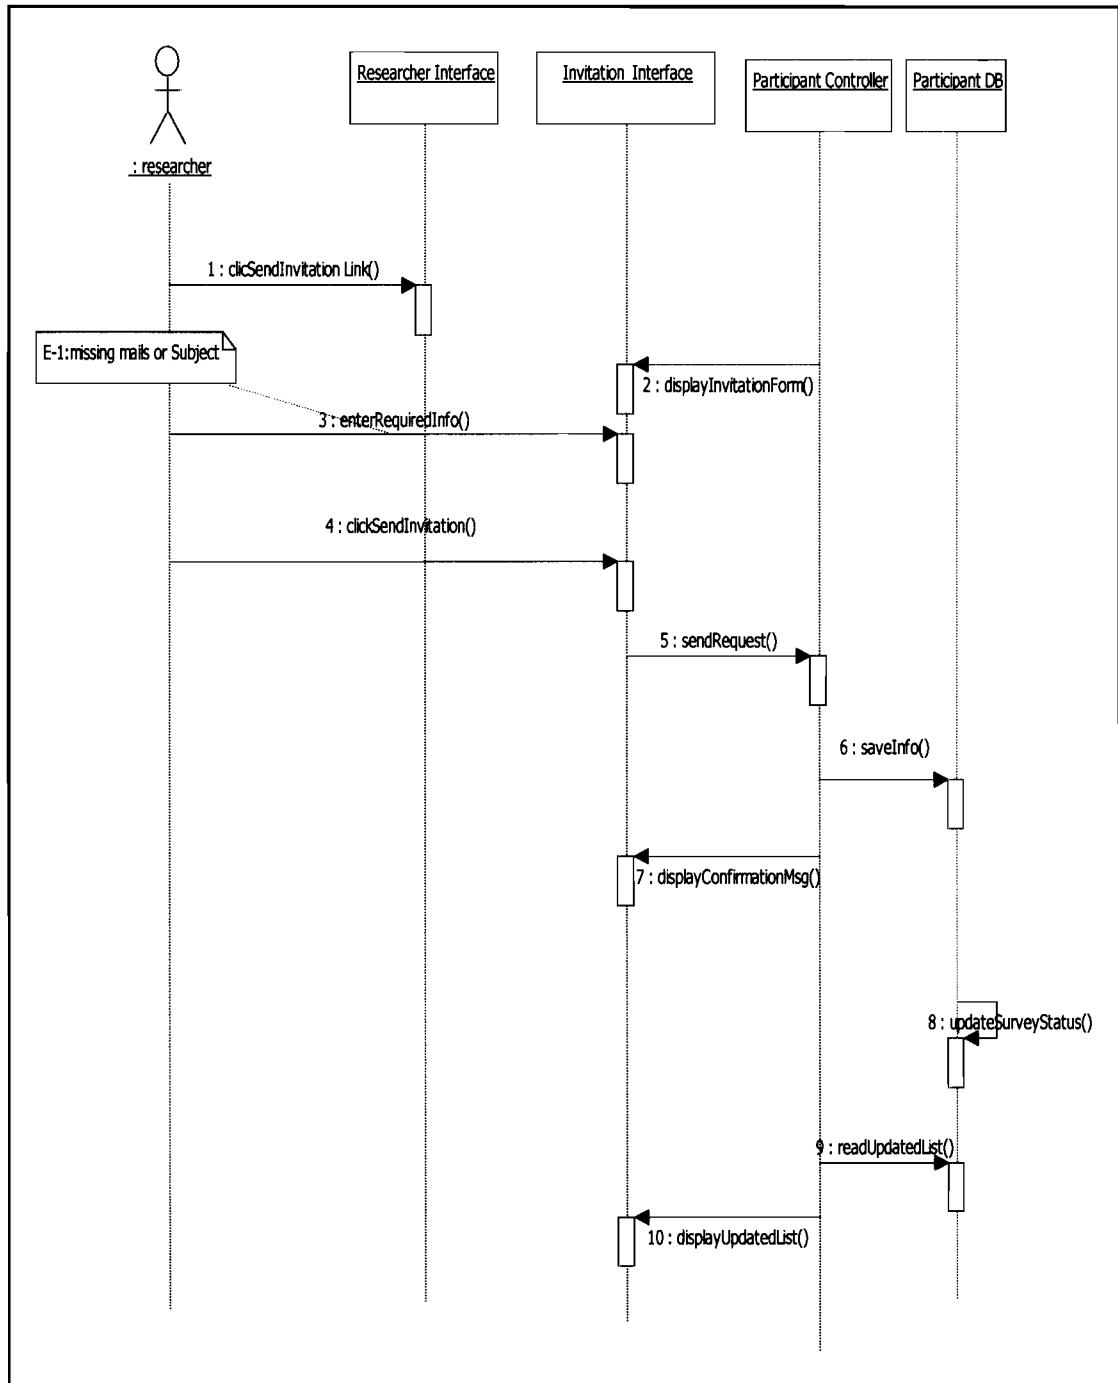 Researcher Interface
Invitation Interface
Participant Controller
Participant DB
: researcher
1 : clicSendInvitation Link()
E-1:missing mails or Subject
2 : displayInvitationForm()
3 : enterRequiredInfo()
4 : clickSendInvitation()
5 : sendRequest()
6 : saveInfo()
7 : displayConfirmationMsg()
8 : updateSurveyStatus()
9 : readUpdatedList()
10 : displayUpdatedList()